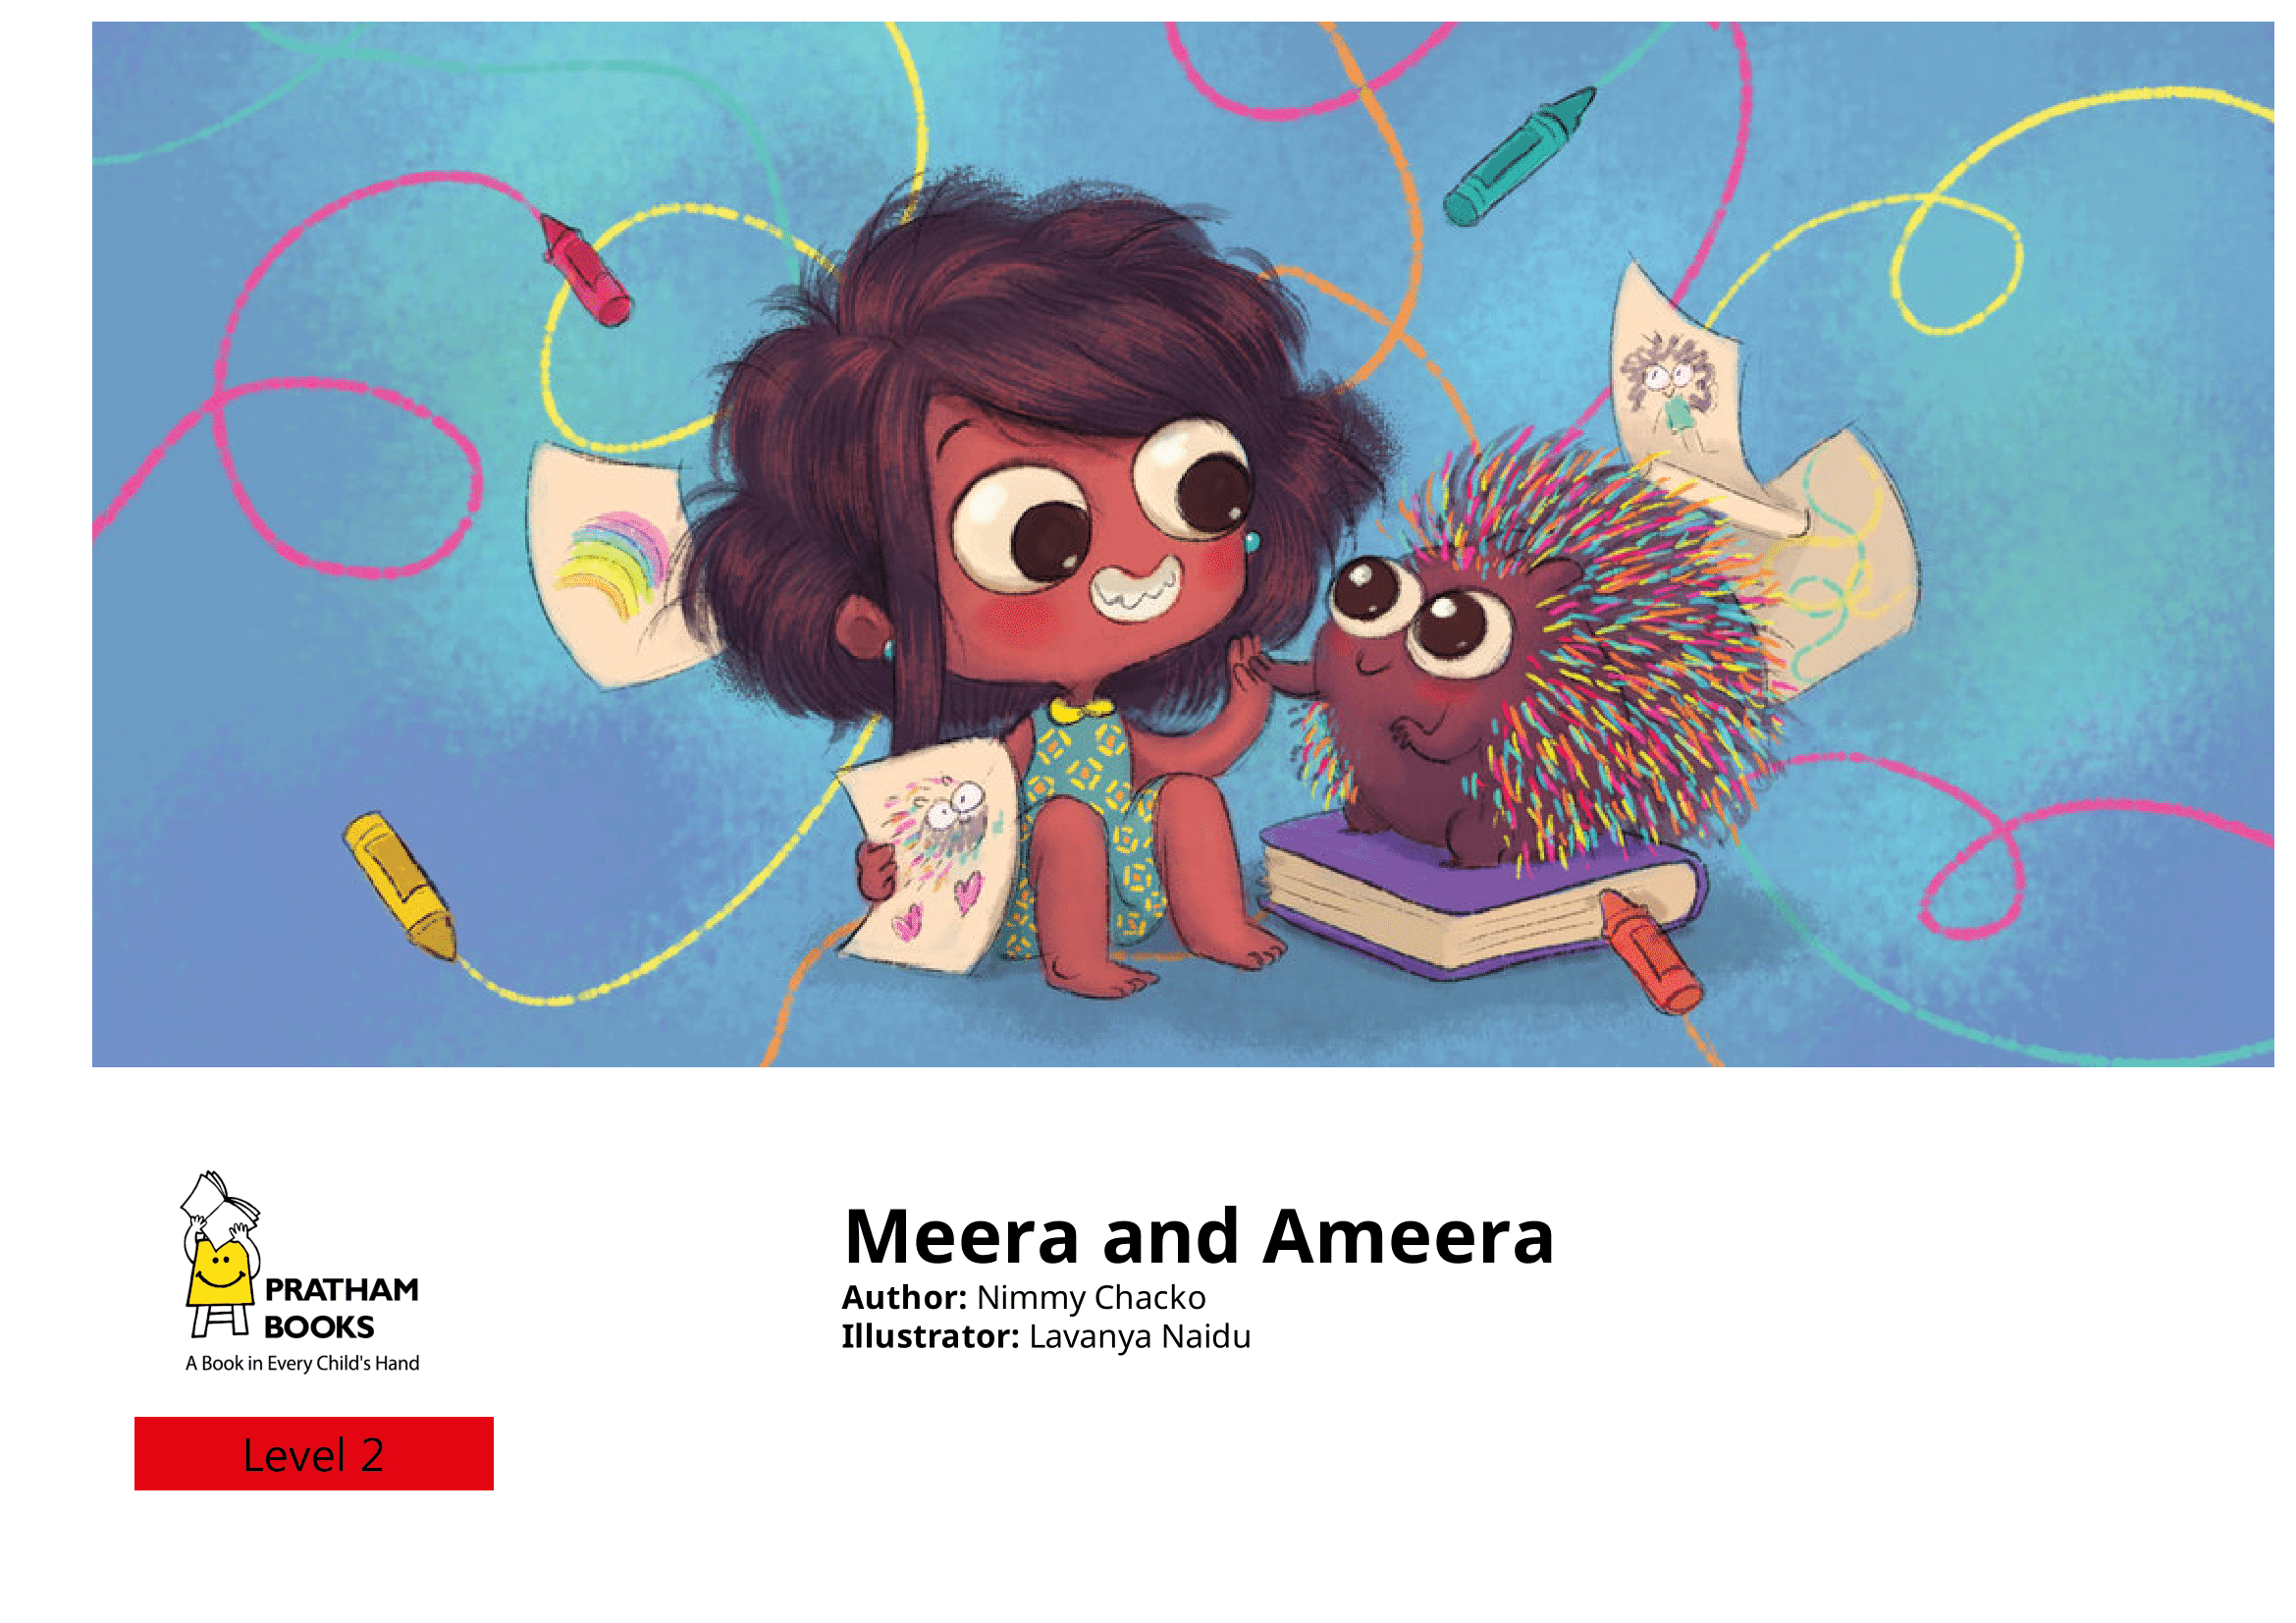 PRATHAM
BOOKS
A Book in Every Child's Hand
Level 2
Meera and Ameera
Author: Nimmy Chacko
Illustrator: Lavanya Naidu